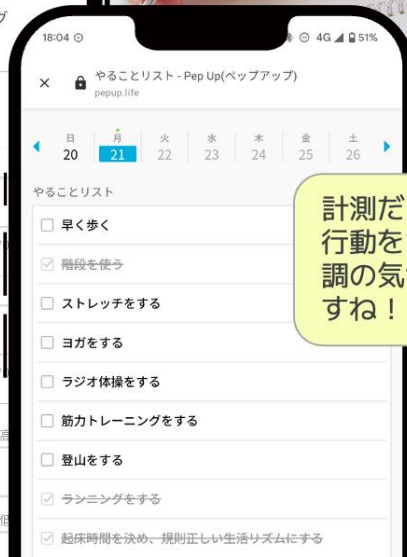 18:04
4G 51%
やることリスト - Pep Up(ペップアップ)
pepup.life
日 月 火 水 木 金 土
20 21 22 23 24 25 26
やることリスト
早く歩く
階段を使う
ストレッチをする
ヨガをする
ラジオ体操をする
筋力トレーニングをする
登山をする
ランニングをする
起床時間を決め、規則正しい生活リズムにする
計測だ
行動を
調の気
すね！